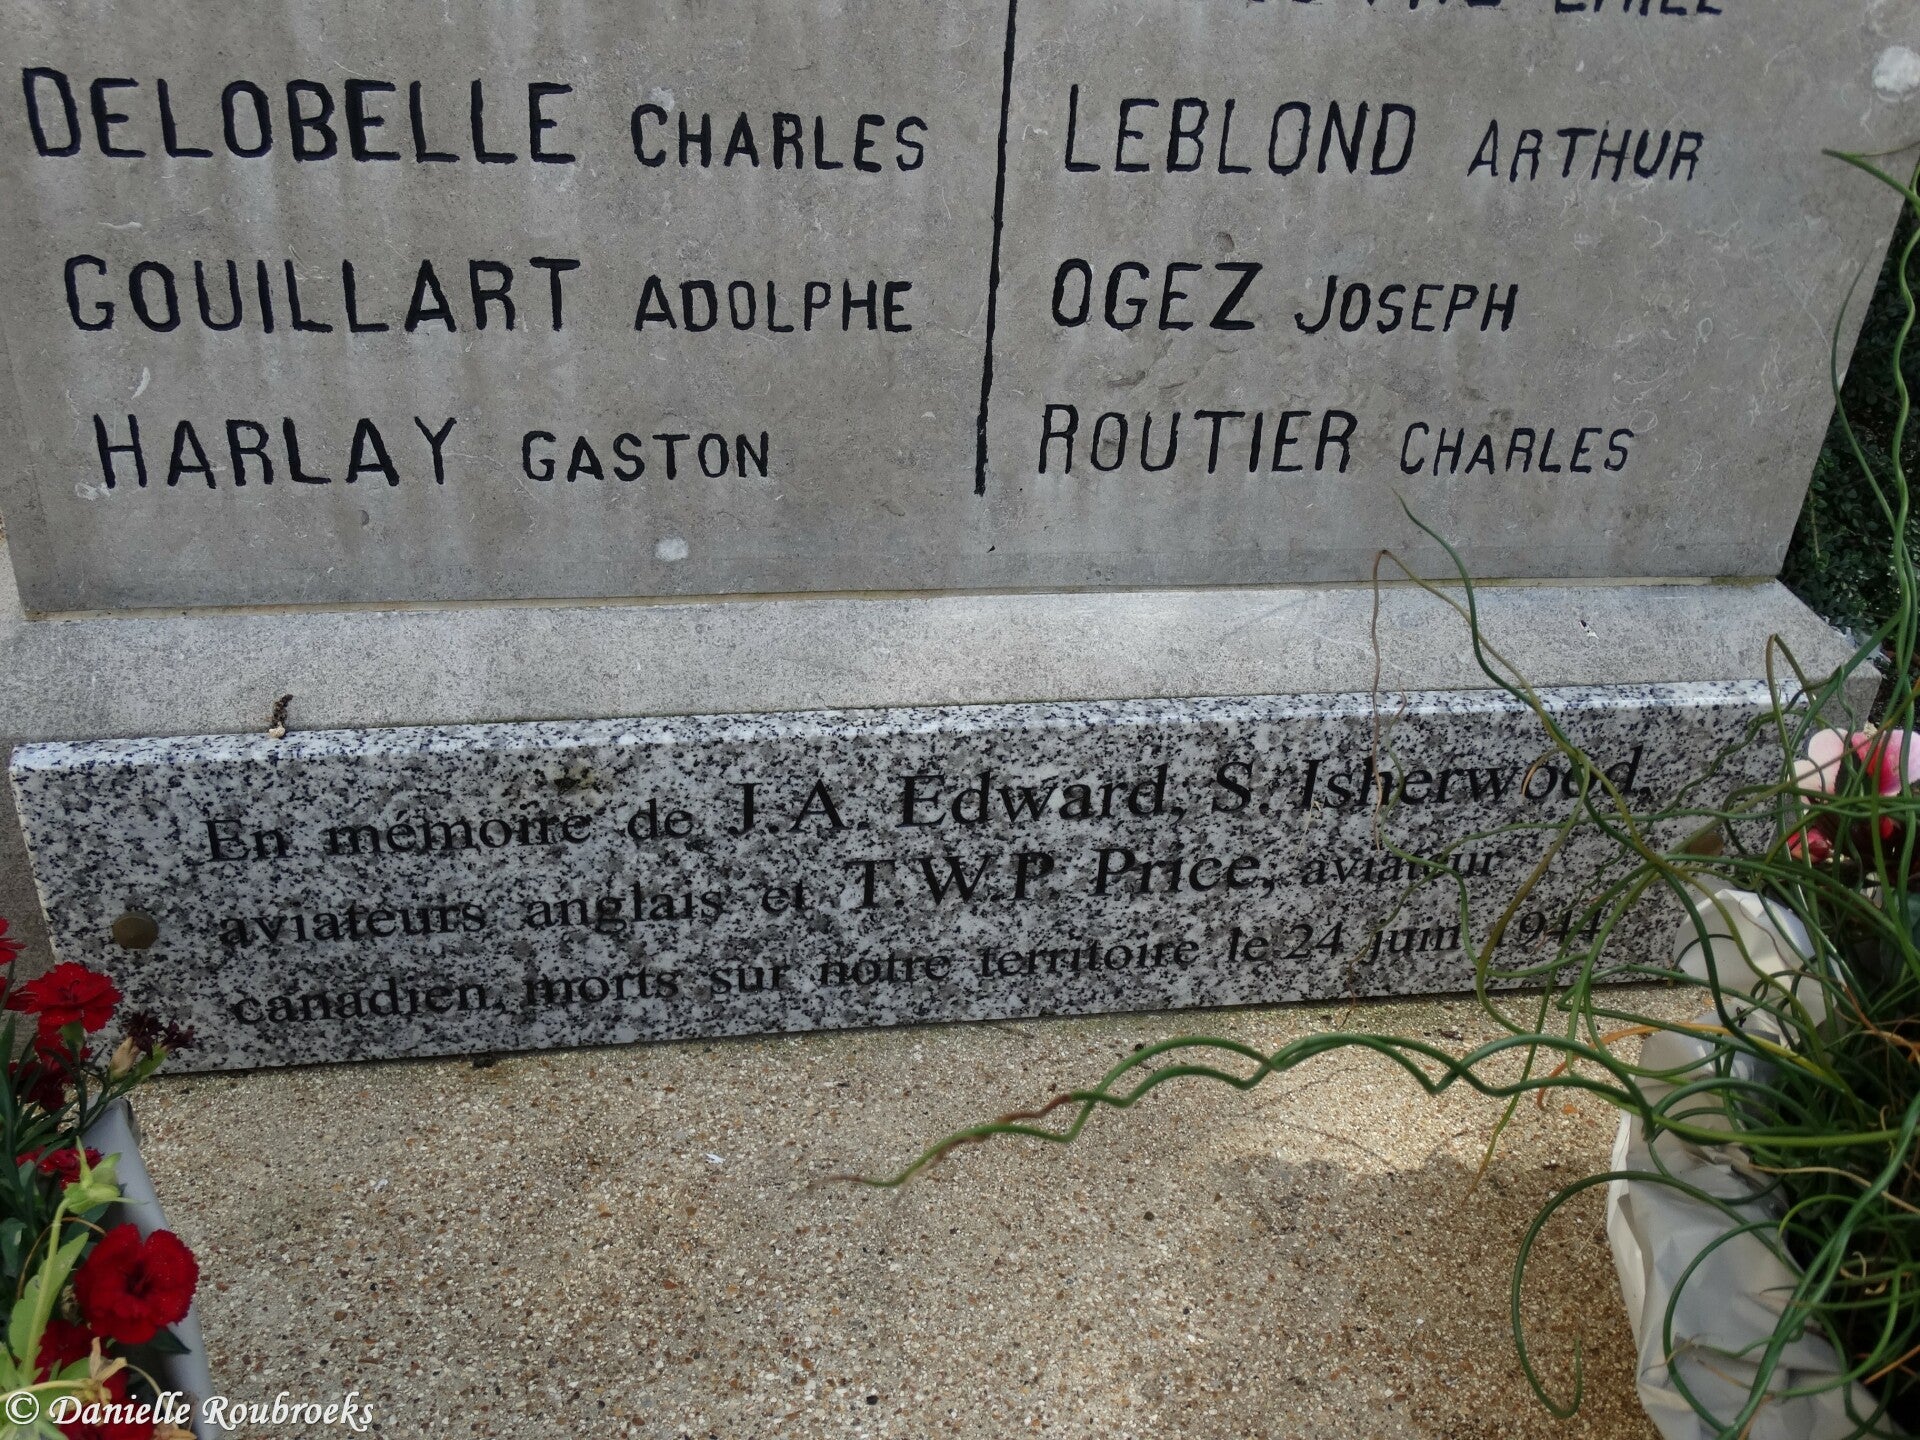 EMILE
DELOBELLE CHARLES
LEBLOND ARTHUR
GOUILLART ADOLPHE
OGEZ JOSEPH
HARLAY GASTON
ROUTIER CHARLES
En mémoire de J.A. Edward, S. Isherwood,
aviateurs anglais et T.W.P. Price, aviateur
canadien, morts sur notre territoire le 24 juin 1944
© Danielle Roubroeks